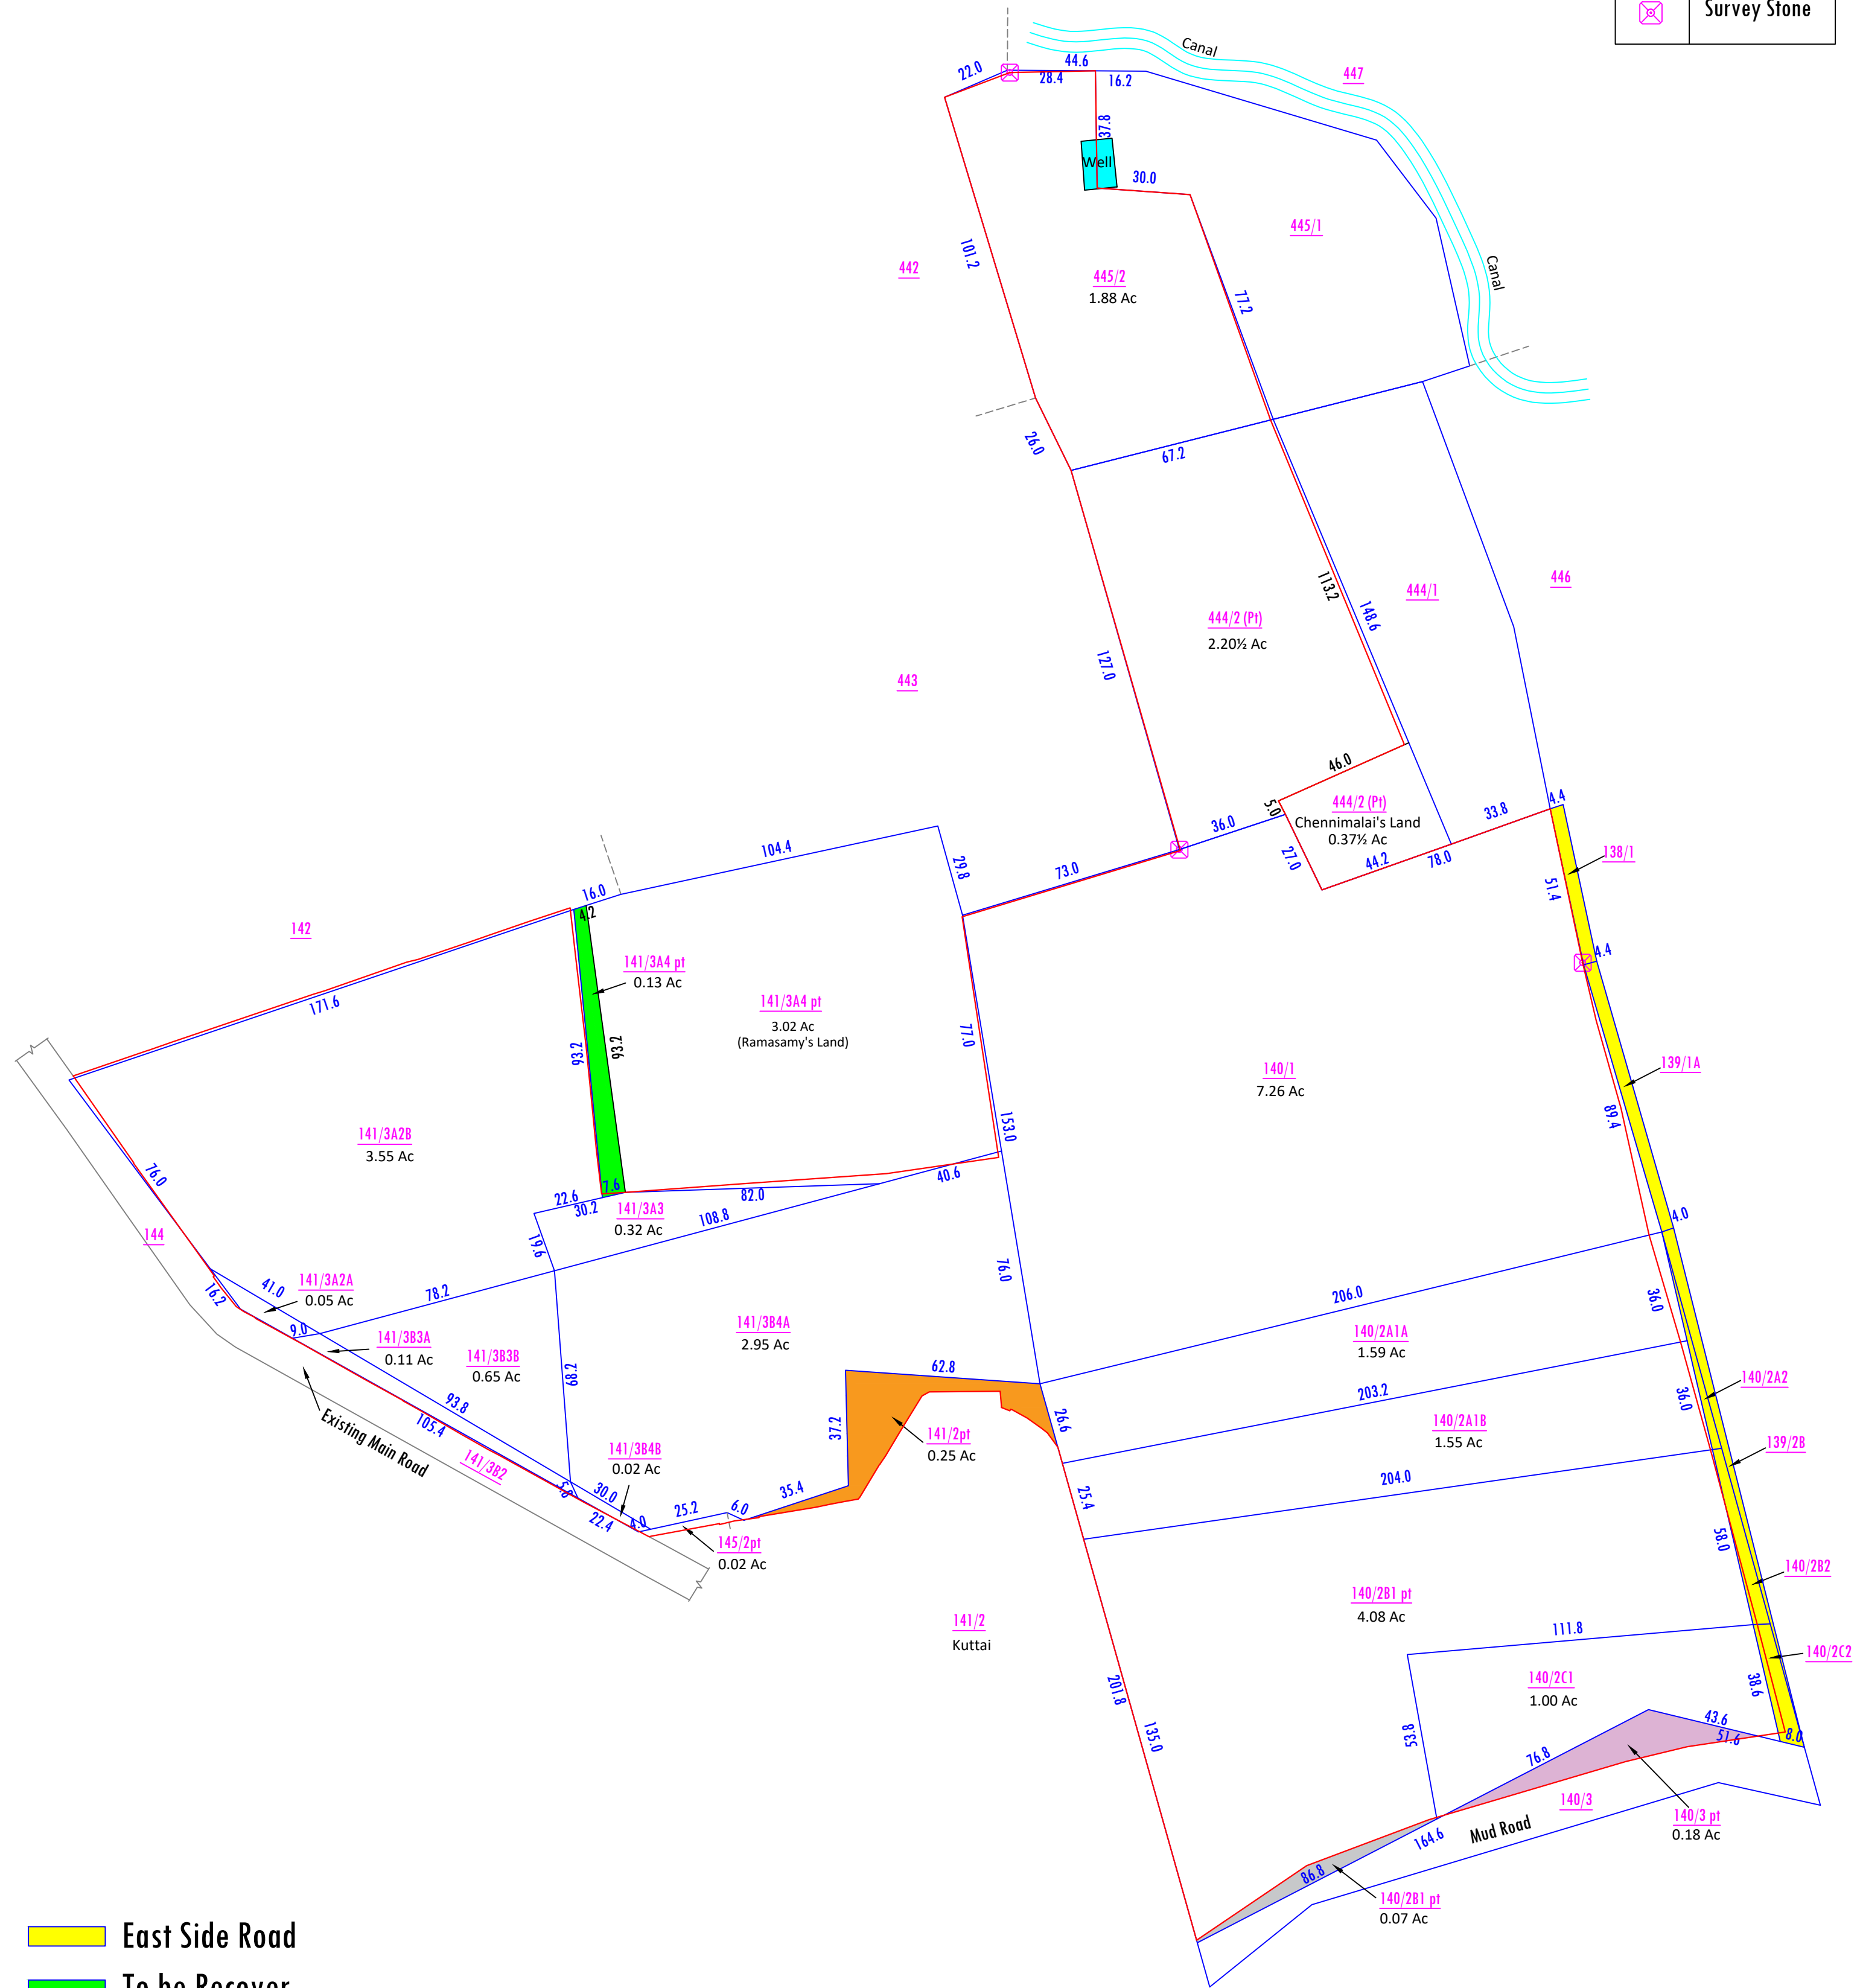 Survey Stone
Canal
447
22.0
44.6
28.4
16.2
37.8
Well
30.0
445/1
101.2
442
445/2
1.88 Ac
77.2
Canal
26.0
67.2
446
113.2
444/1
148.6
444/2 (Pt)
2.20½ Ac
127.0
443
46.0
5.0
444/2 (Pt)
Chennimalai's Land
0.37½ Ac
33.8
4.4
36.0
27.0
44.2
78.0
138/1
51.4
104.4
29.8
73.0
16.0
4.2
142
4.4
141/3A4 pt
0.13 Ac
171.6
141/3A4 pt
3.02 Ac
(Ramasamy's Land)
93.2
93.2
77.0
140/1
7.26 Ac
139/1A
89.4
153.0
141/3A2B
3.55 Ac
76.0
40.6
22.6
7.6
30.2
82.0
141/3A3
0.32 Ac
108.8
4.0
144
19.6
76.0
16.2
41.0
141/3A2A
0.05 Ac
78.2
206.0
36.0
9.0
141/3B3A
0.11 Ac
141/3B3B
0.65 Ac
141/3B4A
2.95 Ac
140/2A1A
1.59 Ac
68.2
62.8
140/2A2
203.2
36.0
93.8
105.4
Existing Main Road
141/3B2
37.2
26.6
141/2pt
0.25 Ac
140/2A1B
1.55 Ac
139/2B
141/3B4B
0.02 Ac
204.0
5.8
30.0
35.4
25.4
22.4
4.0
25.2
6.0
58.0
145/2pt
0.02 Ac
140/2B2
140/2B1 pt
4.08 Ac
141/2
Kuttai
111.8
140/2C2
201.8
140/2C1
1.00 Ac
38.6
135.0
53.8
43.6
51.6
8.0
76.8
140/3
140/3 pt
0.18 Ac
Mud Road
164.6
86.8
140/2B1 pt
0.07 Ac
East Side Road
To be Recover